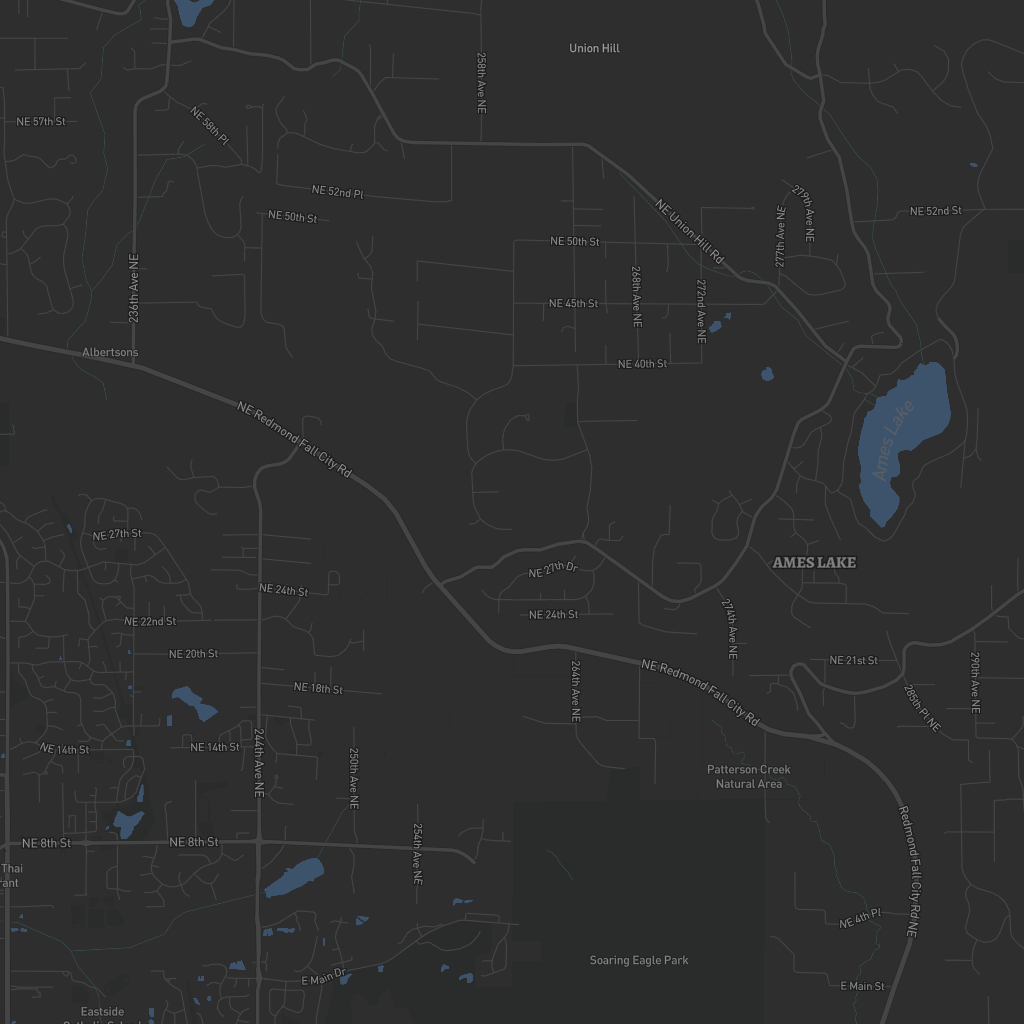 Union Hill
258th Ave NE
NE 57th St
NE 58th Pl
NE 52nd Pl
NE 50th St
NE Union Hill Rd
277th Ave NE
279th Ave NE
NE 52nd St
NE 50th St
236th Ave NE
268th Ave NE
272nd Ave NE
NE 45th St
Albertsons
NE 40th St
NE Redmond Fall City Rd
Ames Lake
NE 27th St
AMES LAKE
NE 27th Dr
NE 24th St
NE 24th St
274th Ave NE
NE 22nd St
NE 20th St
NE 21st St
290th Ave NE
264th Ave NE
NE Redmond Fall City Rd
NE 18th St
285th Pl NE
NE 14th St
NE 14th St
244th Ave NE
250th Ave NE
Patterson Creek
Natural Area
NE 8th St
NE 8th St
254th Ave NE
Redmond Fall City Rd NE
Thai
rant
NE 4th Pl
Soaring Eagle Park
E Main Dr
E Main St
Eastside
Catholic School